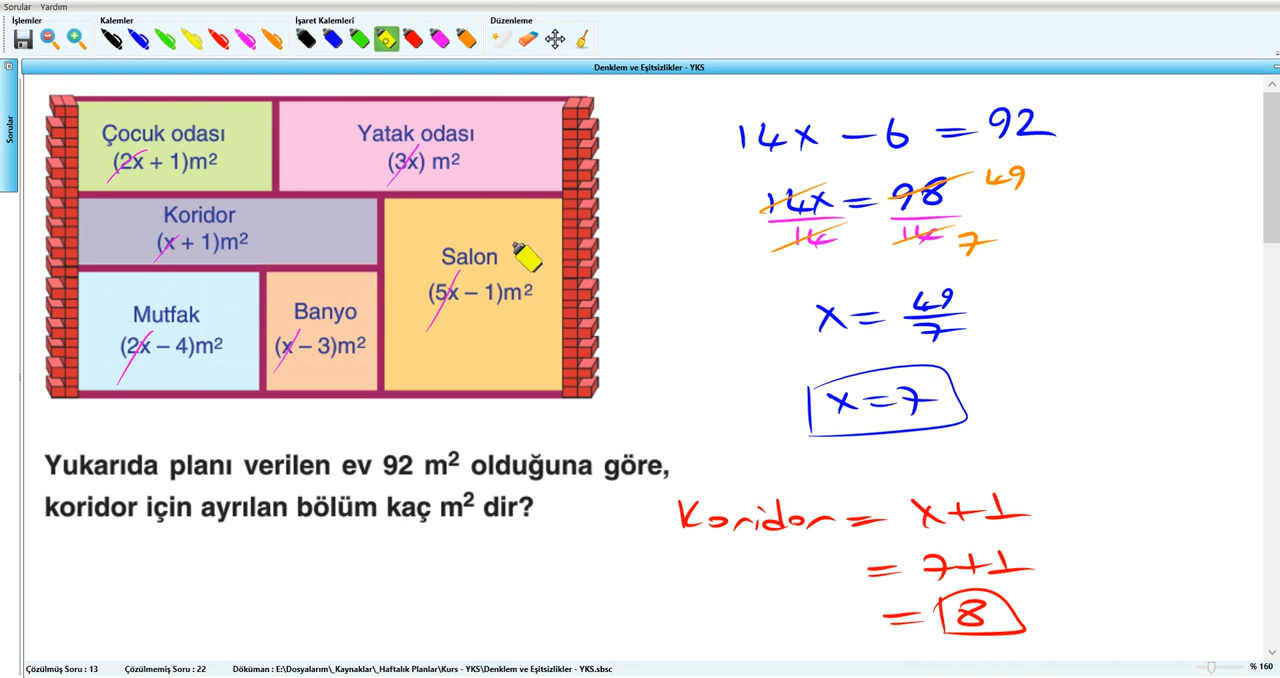 Sorular Yardım
İşlemler Kalemler İşaret Kalemleri Düzenleme
Denklem ve Eşitsizlikler - YKS
Sorular
Çocuk odası
(2x + 1)m²
Yatak odası
(3x) m²
Koridor
(x + 1)m²
Salon
(5x – 1)m²
Mutfak
(2x – 4)m²
Banyo
(x – 3)m²
Yukarıda planı verilen ev 92 m² olduğuna göre,
koridor için ayrılan bölüm kaç m² dir?
14x – 6 = 92
14x = 98 49
14 14 7
x = 49
7
x = 7
Koridor = x+1
= 7+1
= 8
Çözülmüş Soru : 13 Çözülmemiş Soru : 22 Döküman : E:\Dosyalarım\_Kaynaklar\_Haftalık Planlar\Kurs - YKS\Denklem ve Eşitsizlikler - YKS.sbsc % 160